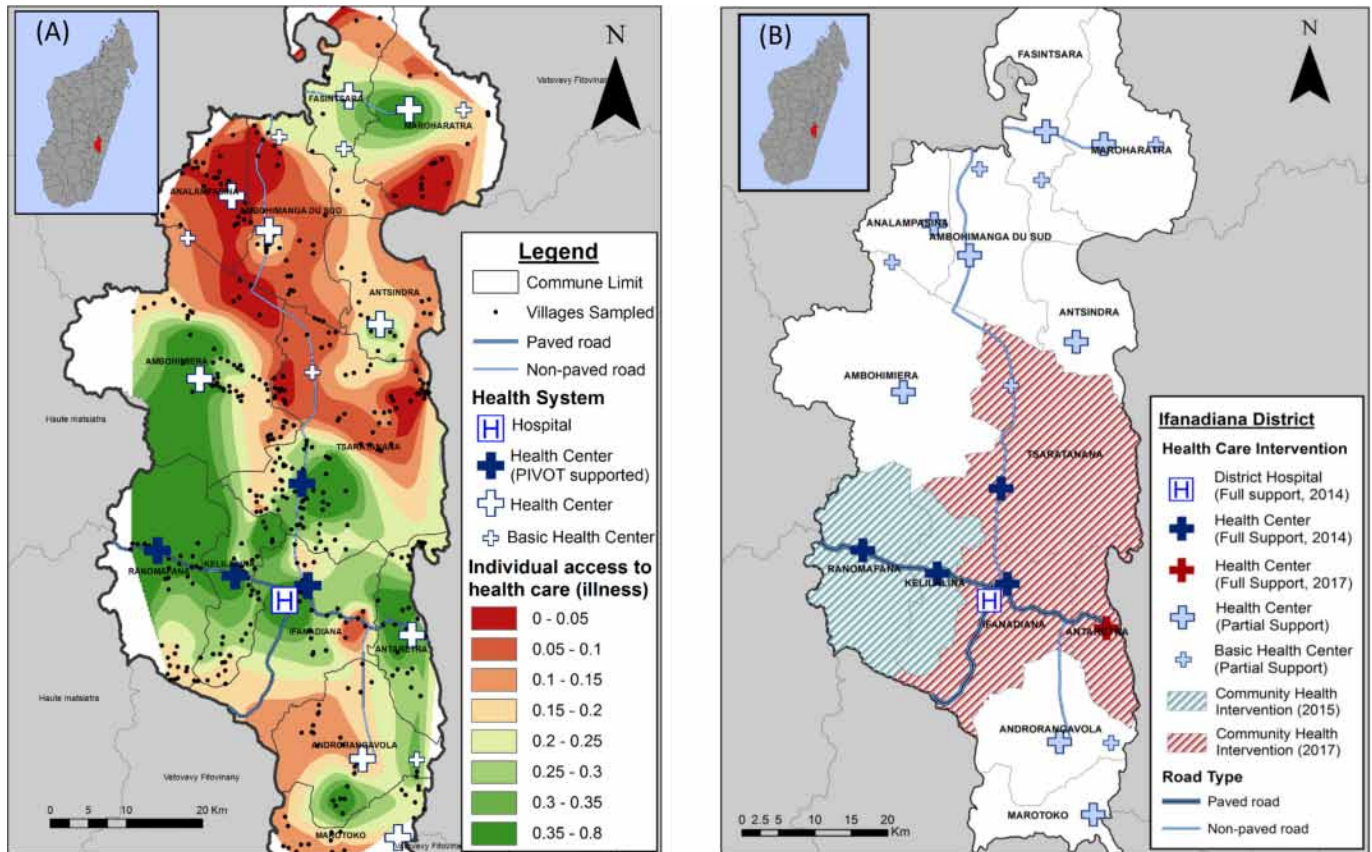 (A)
N
Vatovavy Fitovinany
FASINTSARA
MAROHARATRA
ANALAMPASINA
AMBOHIMANGA DU SUD
ANTSINDRA
AMBOHIMIERA
Haute matsiatra
TSARATANANA
RANOMAFANA
KELILALINA
IFANADIANA
ANTARETRA
Haute matsiatra
ANDRORANGAVOLA
Vatovavy Fitovinany
MAROTOKO
0 5 10 20 Km
Legend
Commune Limit
Villages Sampled
Paved road
Non-paved road
Health System
Hospital
Health Center
(PIVOT supported)
Health Center
Basic Health Center
Individual access to
health care (illness)
0 - 0.05
0.05 - 0.1
0.1 - 0.15
0.15 - 0.2
0.2 - 0.25
0.25 - 0.3
0.3 - 0.35
0.35 - 0.8
(B)
N
FASINTSARA
MAROHARATRA
ANALAMPASINA
AMBOHIMANGA DU SUD
ANTSINDRA
AMBOHIMIERA
TSARATANANA
RANOMAFANA
KELILALINA
IFANADIANA
ANDRORANGAVOLA
MAROTOKO
0 2.5 5 10 15 20
Km
Ifanadiana District
Health Care Intervention
H
District Hospital
(Full support, 2014)
Health Center
(Full Support, 2014)
Health Center
(Full Support, 2017)
Health Center
(Partial Support)
Basic Health Center
(Partial Support)
Community Health
Intervention (2015)
Community Health
Intervention (2017)
Road Type
Paved road
Non-paved road